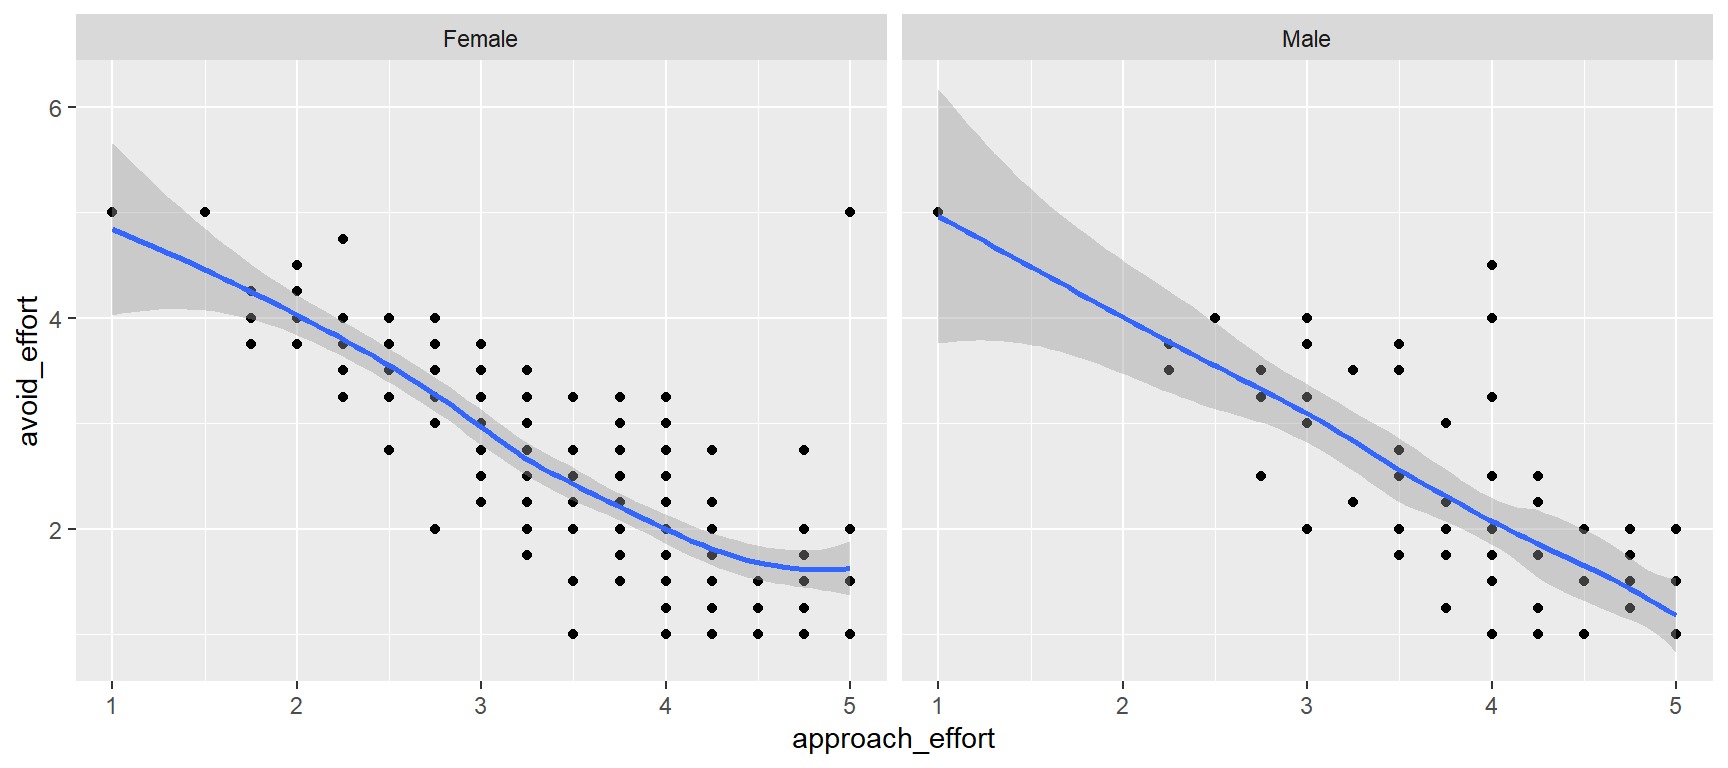 Female Male
6
4
2
avoid_effort
1 2 3 4 5 1 2 3 4 5
approach_effort